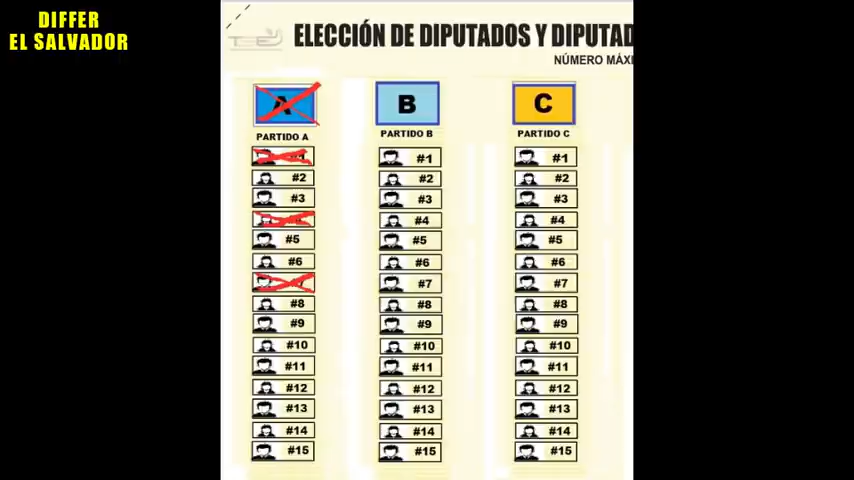 DIFFER
EL SALVADOR
TSE
ELECCIÓN DE DIPUTADOS Y DIPUTAD
NÚMERO MÁXI
A B C
PARTIDO A PARTIDO B PARTIDO C
#1 #1
#2 #2 #2
#3 #3 #3
#4 #4
#5 #5 #5
#6 #6 #6
#7 #7
#8 #8 #8
#9 #9 #9
#10 #10 #10
#11 #11 #11
#12 #12 #12
#13 #13 #13
#14 #14 #14
#15 #15 #15